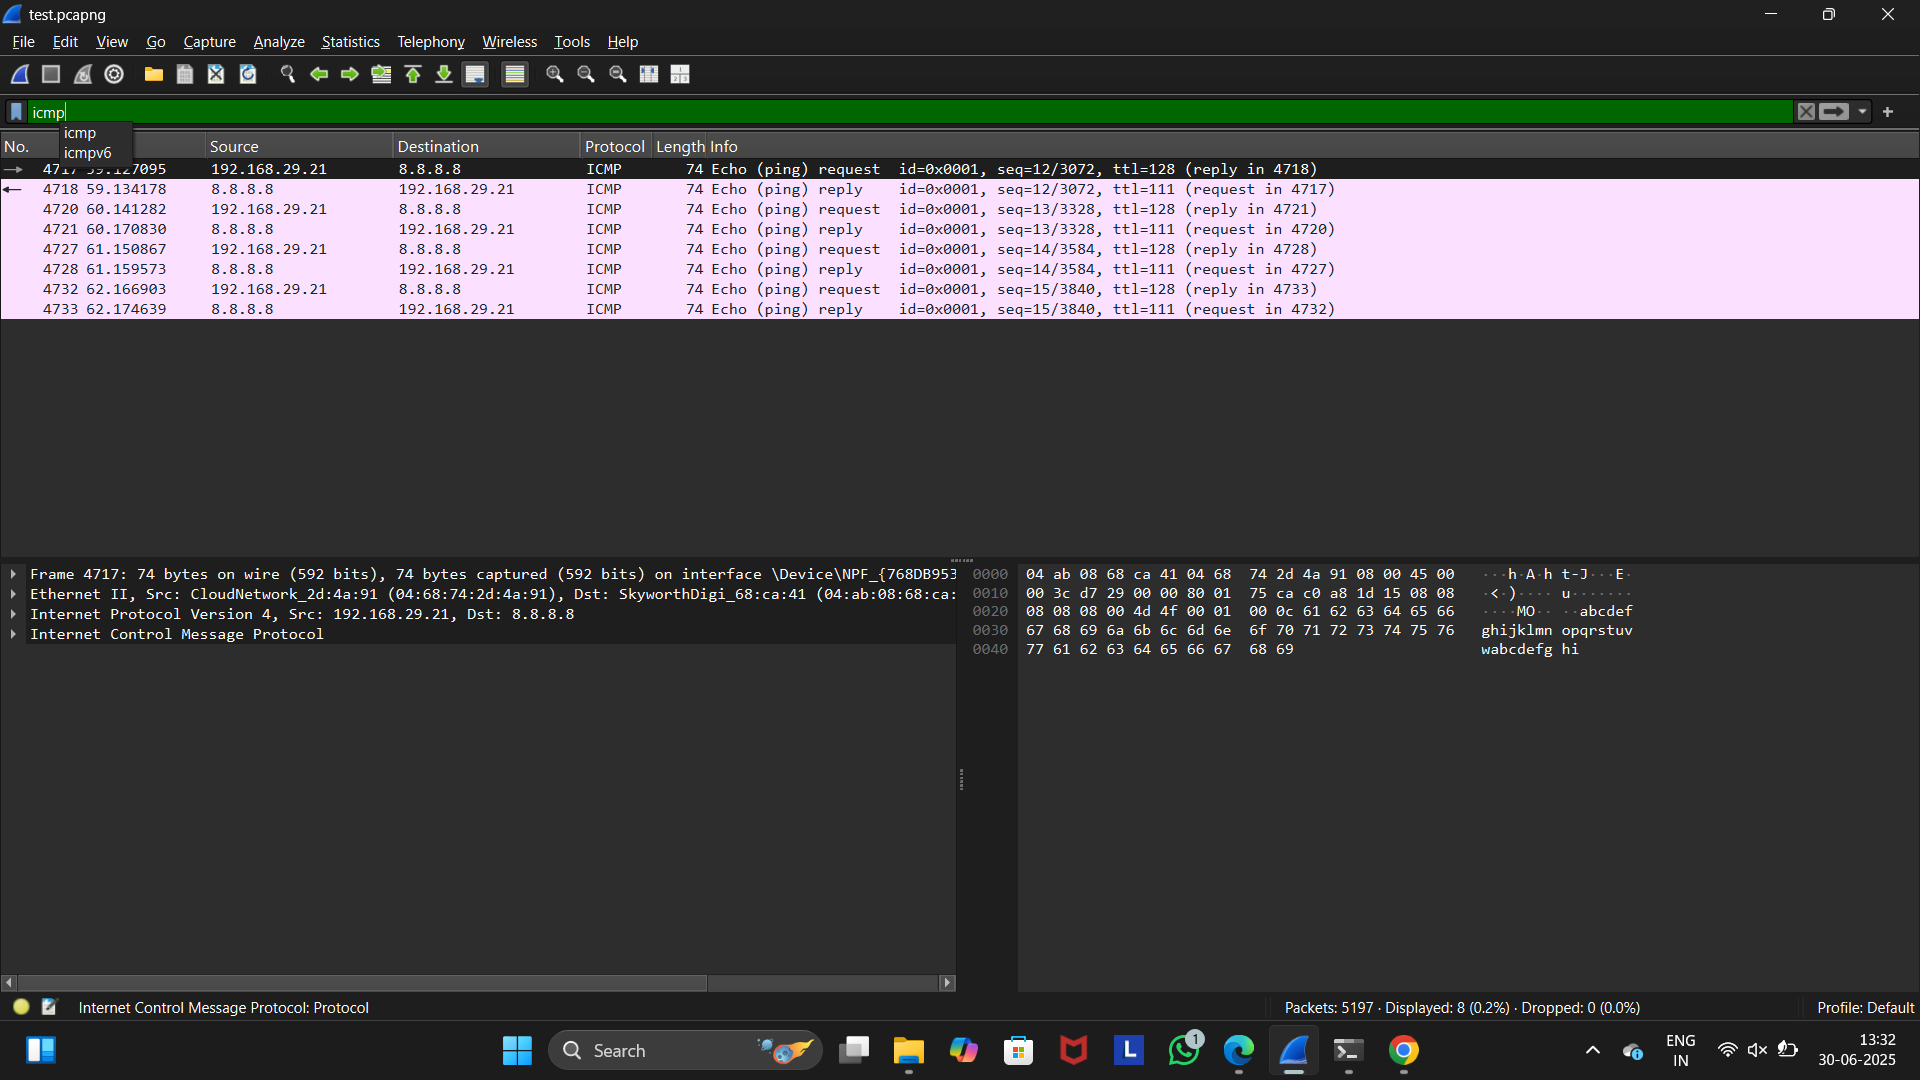 test.pcapng
File Edit View Go Capture Analyze Statistics Telephony Wireless Tools Help
icmp
icmp
icmpv6
No. Source Destination Protocol Length Info
4717 59.127095 192.168.29.21 8.8.8.8 ICMP 74 Echo (ping) request id=0x0001, seq=12/3072, ttl=128 (reply in 4718)
4718 59.134178 8.8.8.8 192.168.29.21 ICMP 74 Echo (ping) reply id=0x0001, seq=12/3072, ttl=111 (request in 4717)
4720 60.141282 192.168.29.21 8.8.8.8 ICMP 74 Echo (ping) request id=0x0001, seq=13/3328, ttl=128 (reply in 4721)
4721 60.170830 8.8.8.8 192.168.29.21 ICMP 74 Echo (ping) reply id=0x0001, seq=13/3328, ttl=111 (request in 4720)
4727 61.150867 192.168.29.21 8.8.8.8 ICMP 74 Echo (ping) request id=0x0001, seq=14/3584, ttl=128 (reply in 4728)
4728 61.159573 8.8.8.8 192.168.29.21 ICMP 74 Echo (ping) reply id=0x0001, seq=14/3584, ttl=111 (request in 4727)
4732 62.166903 192.168.29.21 8.8.8.8 ICMP 74 Echo (ping) request id=0x0001, seq=15/3840, ttl=128 (reply in 4733)
4733 62.174639 8.8.8.8 192.168.29.21 ICMP 74 Echo (ping) reply id=0x0001, seq=15/3840, ttl=111 (request in 4732)
Frame 4717: 74 bytes on wire (592 bits), 74 bytes captured (592 bits) on interface \Device\NPF_{768DB953
Ethernet II, Src: CloudNetwork_2d:4a:91 (04:68:74:2d:4a:91), Dst: SkyworthDigi_68:ca:41 (04:ab:08:68:ca:
Internet Protocol Version 4, Src: 192.168.29.21, Dst: 8.8.8.8
Internet Control Message Protocol
0000 04 ab 08 68 ca 41 04 68 74 2d 4a 91 08 00 45 00 ···h·A·h t-J···E·
0010 00 3c d7 29 00 00 80 01 75 ca c0 a8 1d 15 08 08 ·<·)···· u·······
0020 08 08 08 00 4d 4f 00 01 00 0c 61 62 63 64 65 66 ····MO·· ··abcdef
0030 67 68 69 6a 6b 6c 6d 6e 6f 70 71 72 73 74 75 76 ghijklmn opqrstuv
0040 77 61 62 63 64 65 66 67 68 69 wabcdefg hi
Internet Control Message Protocol: Protocol
Packets: 5197 · Displayed: 8 (0.2%) · Dropped: 0 (0.0%)
Profile: Default
Search
L
1
ENG
IN
13:32
30-06-2025